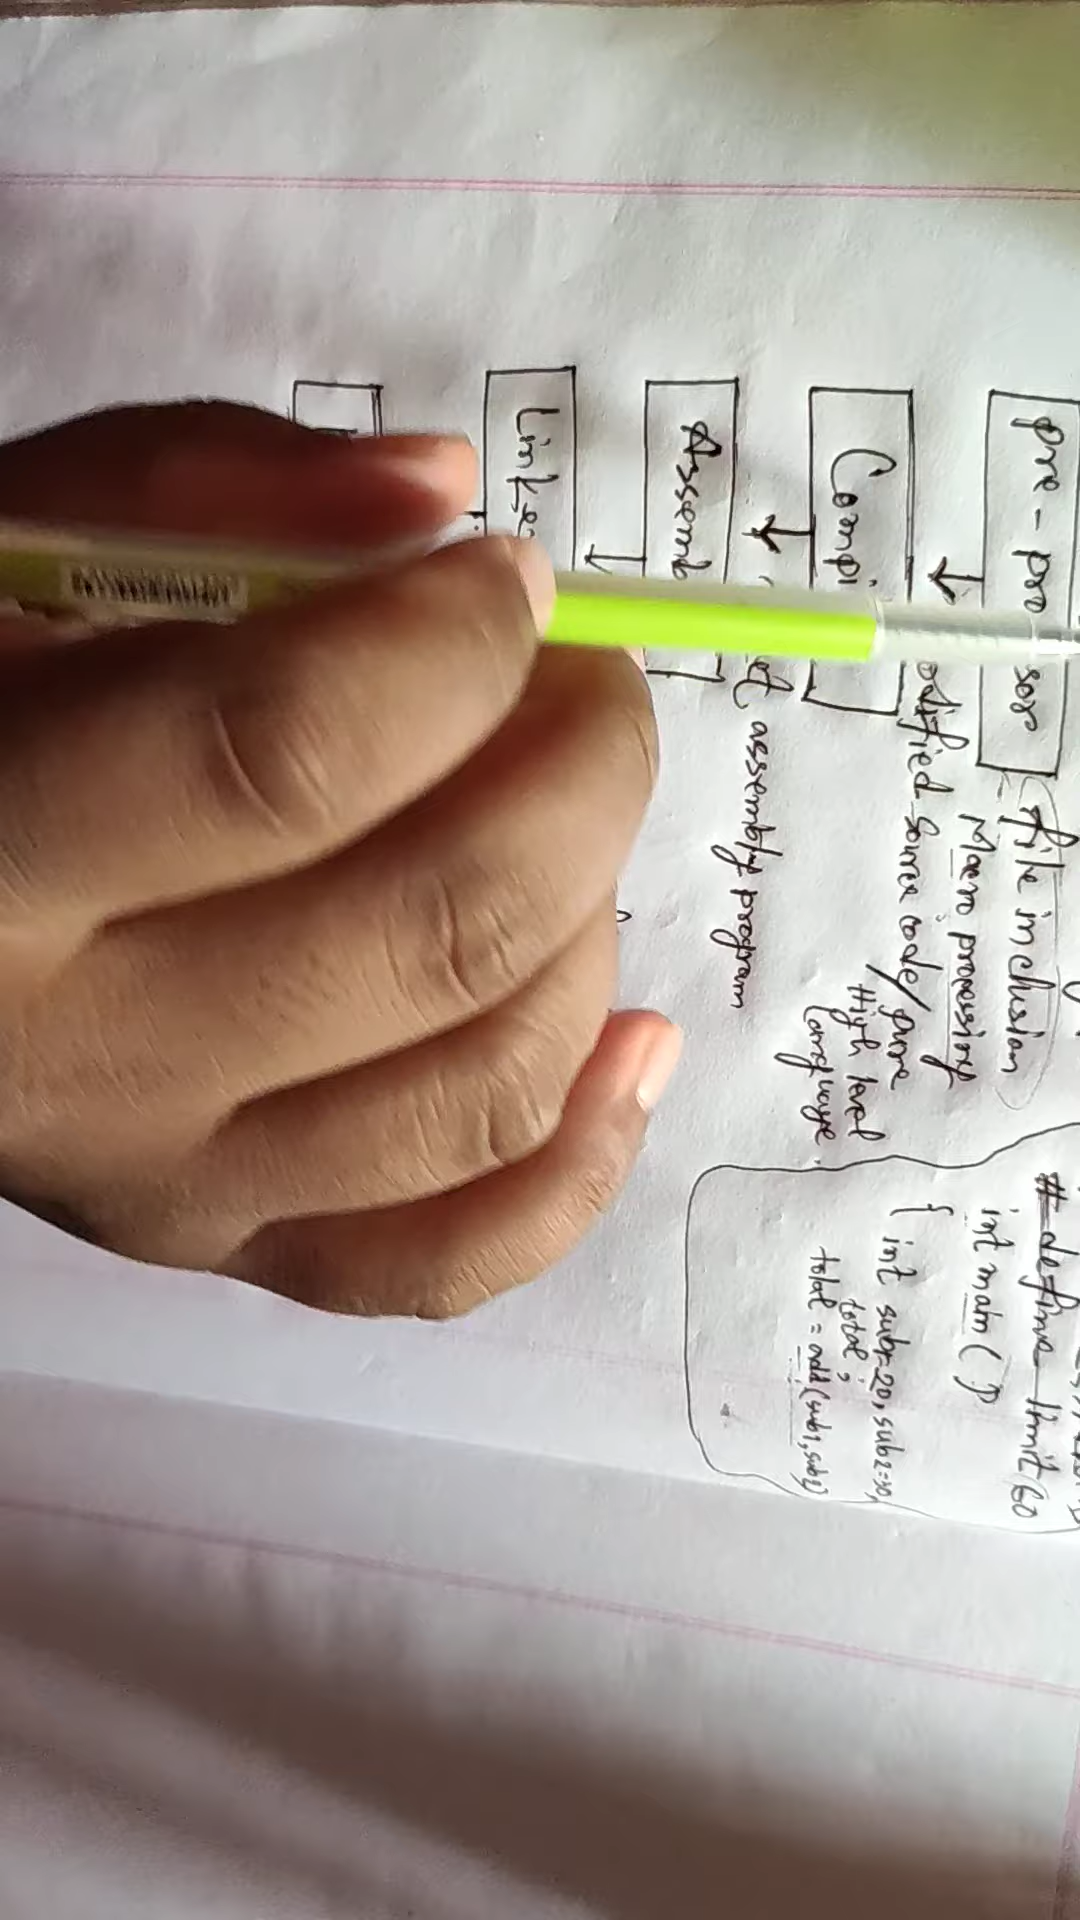 # define limit 60
pre-pro sor
file inclusion
Macro processing
int main()
{
odified source code/pure
High level
language.
Compi
int sub1=20, sub2=30,
total;
total = add(sub1, sub2)
et assembly program
Assemb
Linke